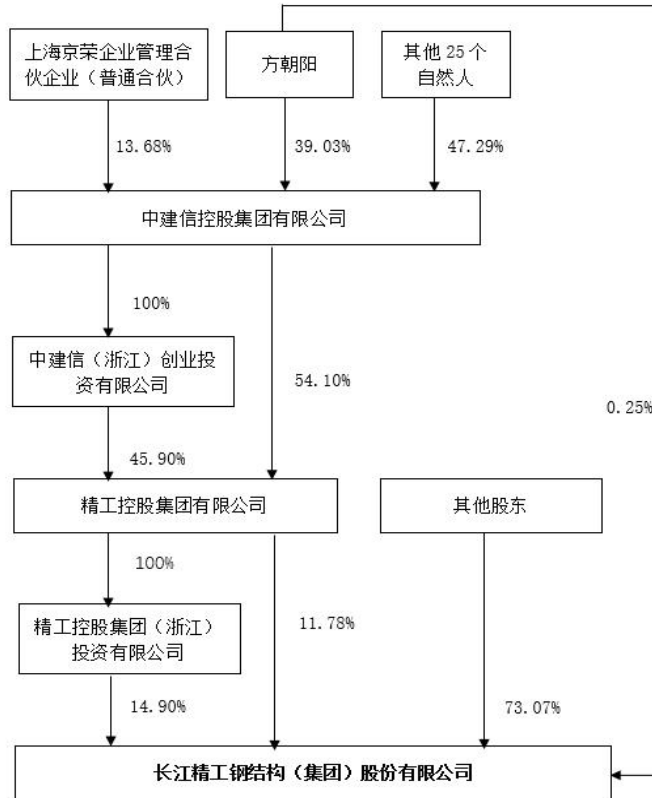 上海京荣企业管理合
伙企业（普通合伙）
方朝阳
其他 25 个
自然人
13.68%
39.03%
47.29%
中建信控股集团有限公司
100%
中建信（浙江）创业投
资有限公司
54.10%
0.25%
45.90%
精工控股集团有限公司
其他股东
100%
精工控股集团（浙江）
投资有限公司
11.78%
14.90%
73.07%
长江精工钢结构（集团）股份有限公司